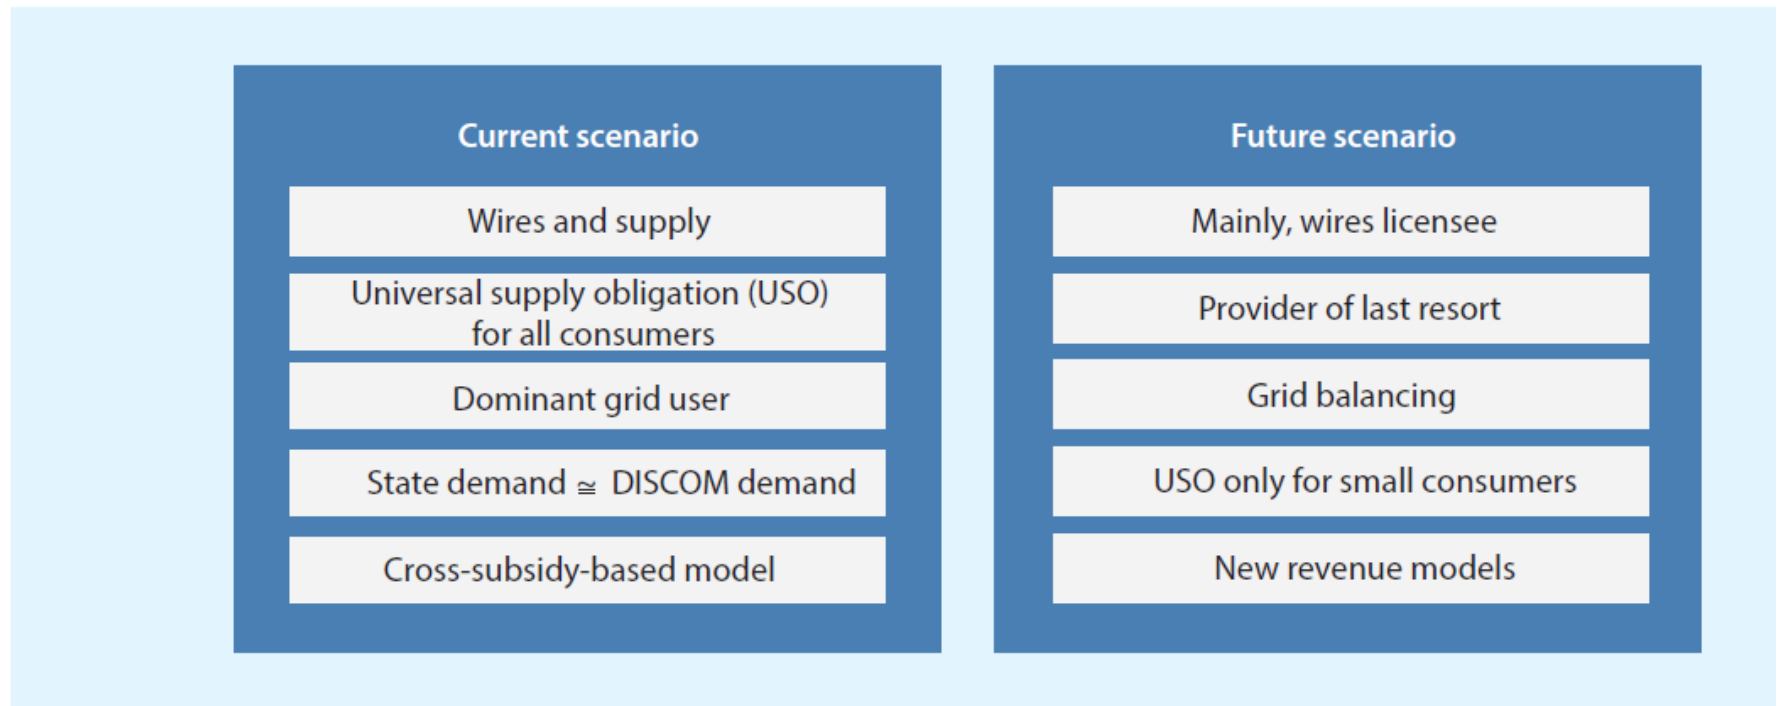 Current scenario
Wires and supply
Universal supply obligation (USO)
for all consumers
Dominant grid user
State demand ≅ DISCOM demand
Cross-subsidy-based model
Future scenario
Mainly, wires licensee
Provider of last resort
Grid balancing
USO only for small consumers
New revenue models